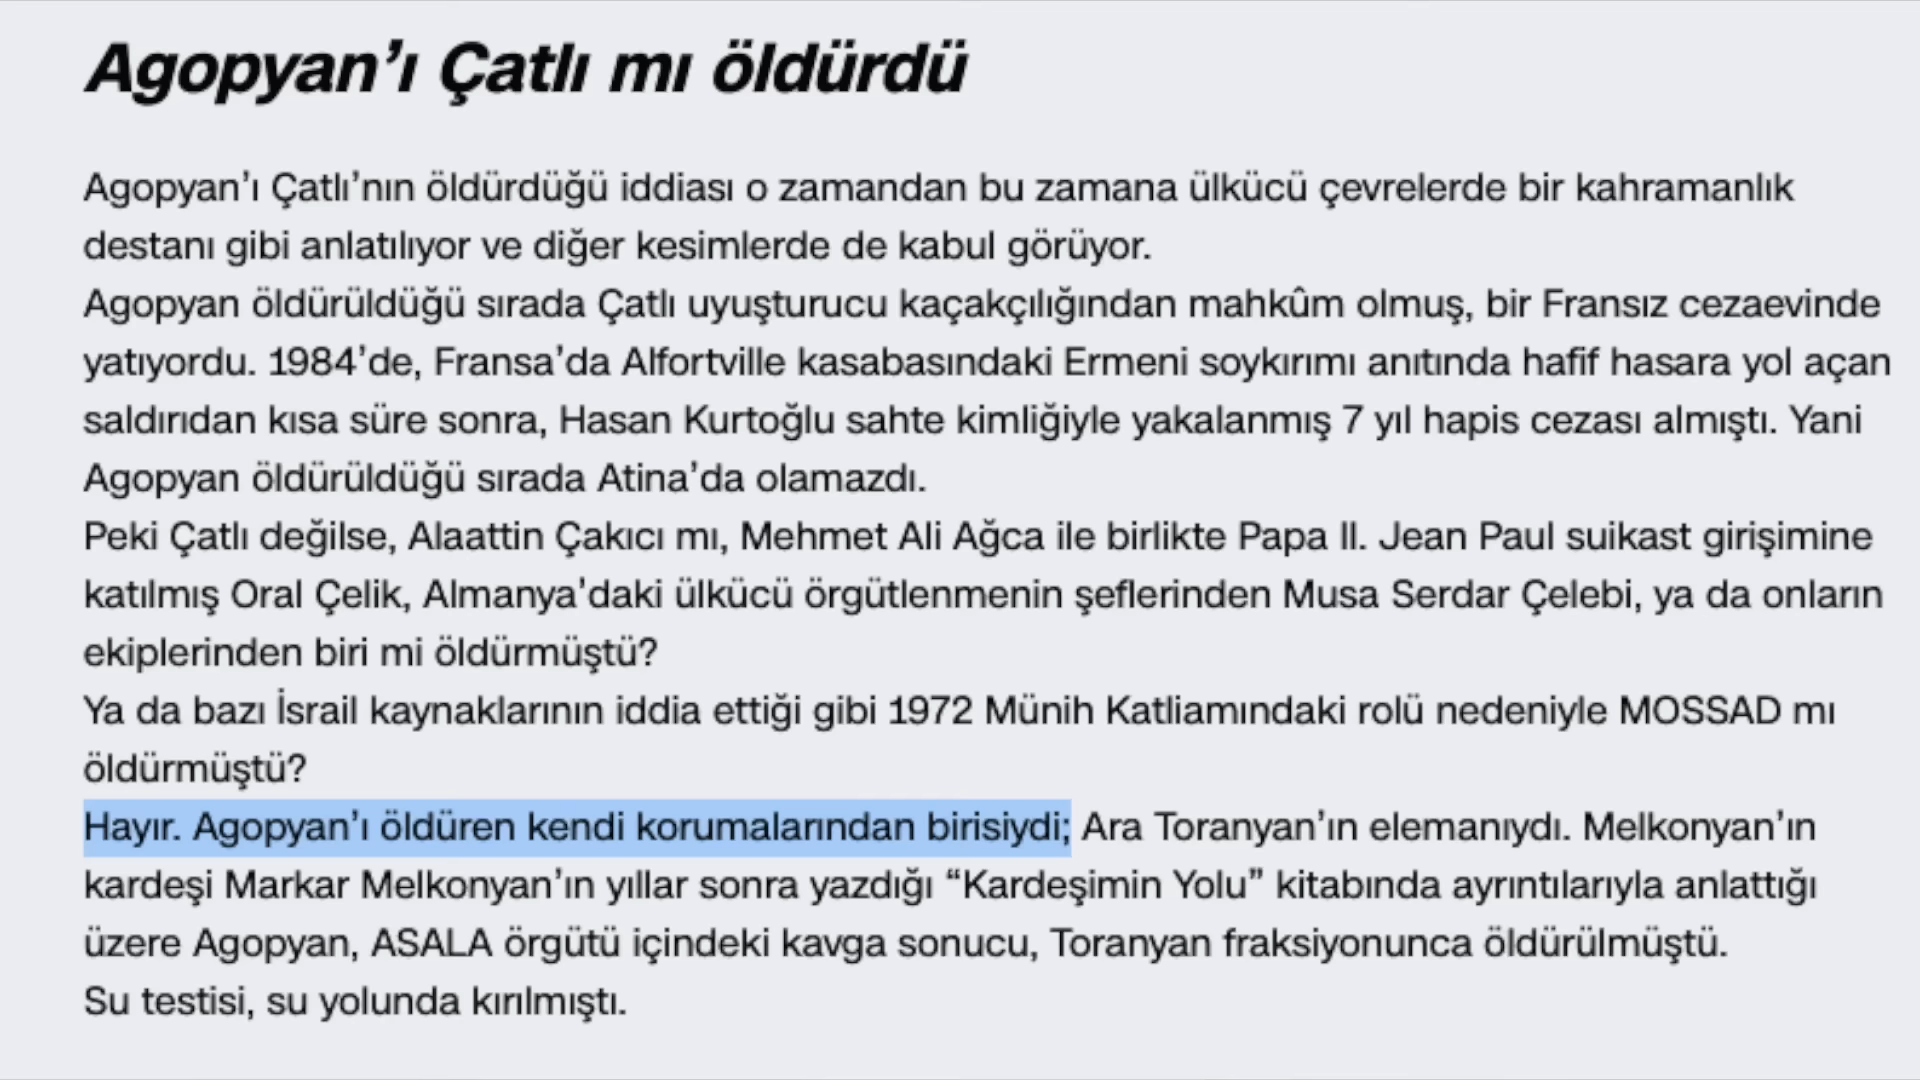 Agopyan’ı Çatlı mı öldürdü
Agopyan’ı Çatlı’nın öldürdüğü iddiası o zamandan bu zamana ülkücü çevrelerde bir kahramanlık
destanı gibi anlatılıyor ve diğer kesimlerde de kabul görüyor.
Agopyan öldürüldüğü sırada Çatlı uyuşturucu kaçakçılığından mahkûm olmuş, bir Fransız cezaevinde
yatıyordu. 1984’de, Fransa’da Alfortville kasabasındaki Ermeni soykırımı anıtında hafif hasara yol açan
saldırıdan kısa süre sonra, Hasan Kurtoğlu sahte kimliğiyle yakalanmış 7 yıl hapis cezası almıştı. Yani
Agopyan öldürüldüğü sırada Atina’da olamazdı.
Peki Çatlı değilse, Alaattin Çakıcı mı, Mehmet Ali Ağca ile birlikte Papa II. Jean Paul suikast girişimine
katılmış Oral Çelik, Almanya’daki ülkücü örgütlenmenin şeflerinden Musa Serdar Çelebi, ya da onların
ekiplerinden biri mi öldürmüştü?
Ya da bazı İsrail kaynaklarının iddia ettiği gibi 1972 Münih Katliamındaki rolü nedeniyle MOSSAD mı
öldürmüştü?
Hayır. Agopyan’ı öldüren kendi korumalarından birisiydi; Ara Toranyan’ın elemanıydı. Melkonyan’ın
kardeşi Markar Melkonyan’ın yıllar sonra yazdığı “Kardeşimin Yolu” kitabında ayrıntılarıyla anlattığı
üzere Agopyan, ASALA örgütü içindeki kavga sonucu, Toranyan fraksiyonunca öldürülmüştü.
Su testisi, su yolunda kırılmıştı.